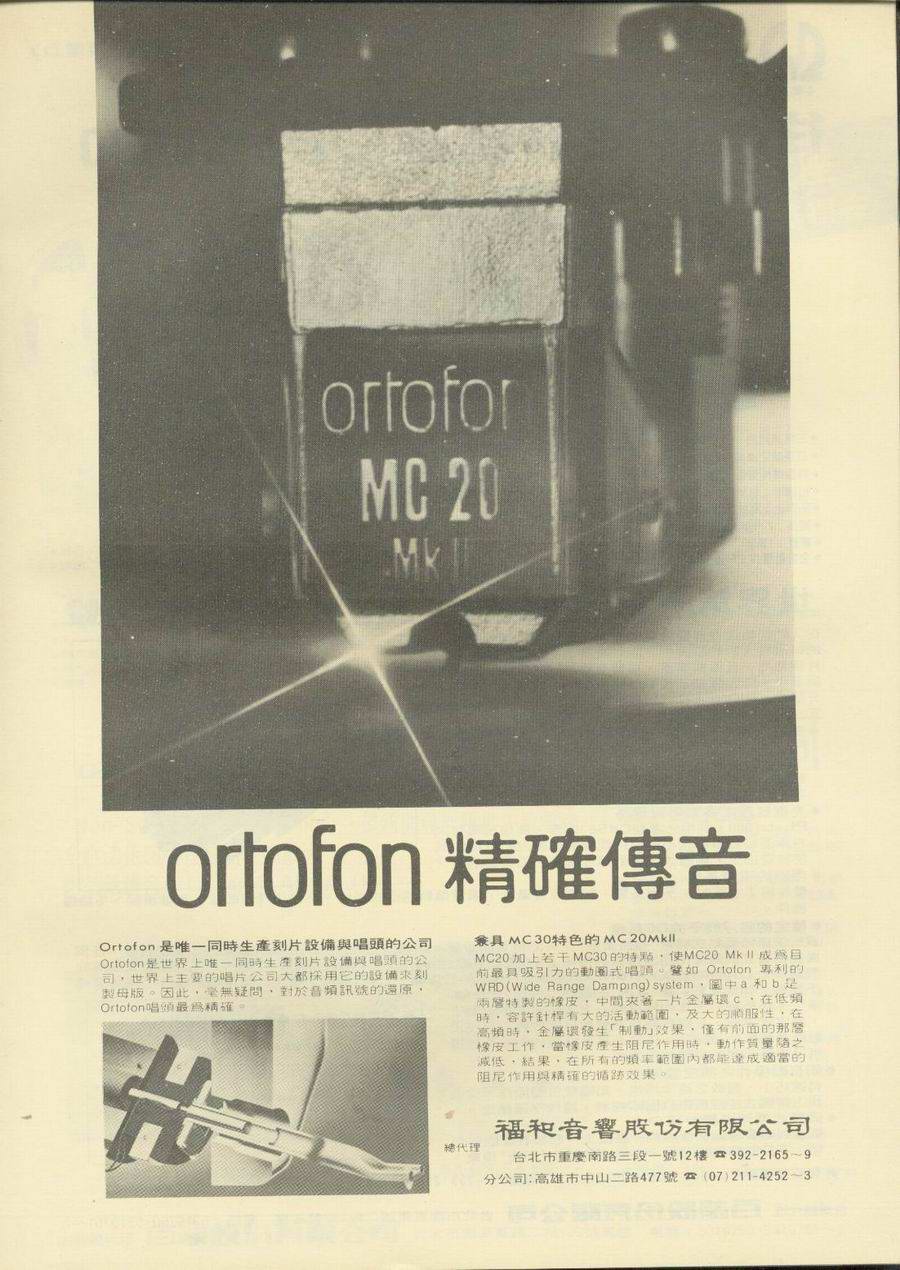 ortofon
MC 20
Mk II
ortofon 精確傳音
Ortofon是唯一同時生產刻片設備與唱頭的公司
Ortofon是世界上唯一同時生產刻片設備與唱頭的公
司，世界上主要的唱片公司大都採用它的設備來刻
製母版。因此，毫無疑問，對於音頻訊號的還原，
Ortofon唱頭最爲精確。
兼具MC30特色的MC20MkII
MC20加上若干MC30的特點，使MC20 Mk II 成爲目
前最具吸引力的動圈式唱頭。譬如 Ortofon 專利的
WRD(Wide Range Damping)system，圖中a和b是
兩層特製的橡皮，中間夾著一片金屬環c，在低頻
時，容許針桿有大的活動範圍，及大的順服性，在
高頻時，金屬環發生「制動」效果，僅有前面的那層
橡皮工作，當橡皮產生阻尼作用時，動作質量隨之
減低，結果，在所有的頻率範圍內都能達成適當的
阻尼作用與精確的循跡效果。
總代理 福和音響股份有限公司
台北市重慶南路三段一號12樓 ☎392-2165～9
分公司:高雄市中山二路477號 ☎ (07)211-4252～3